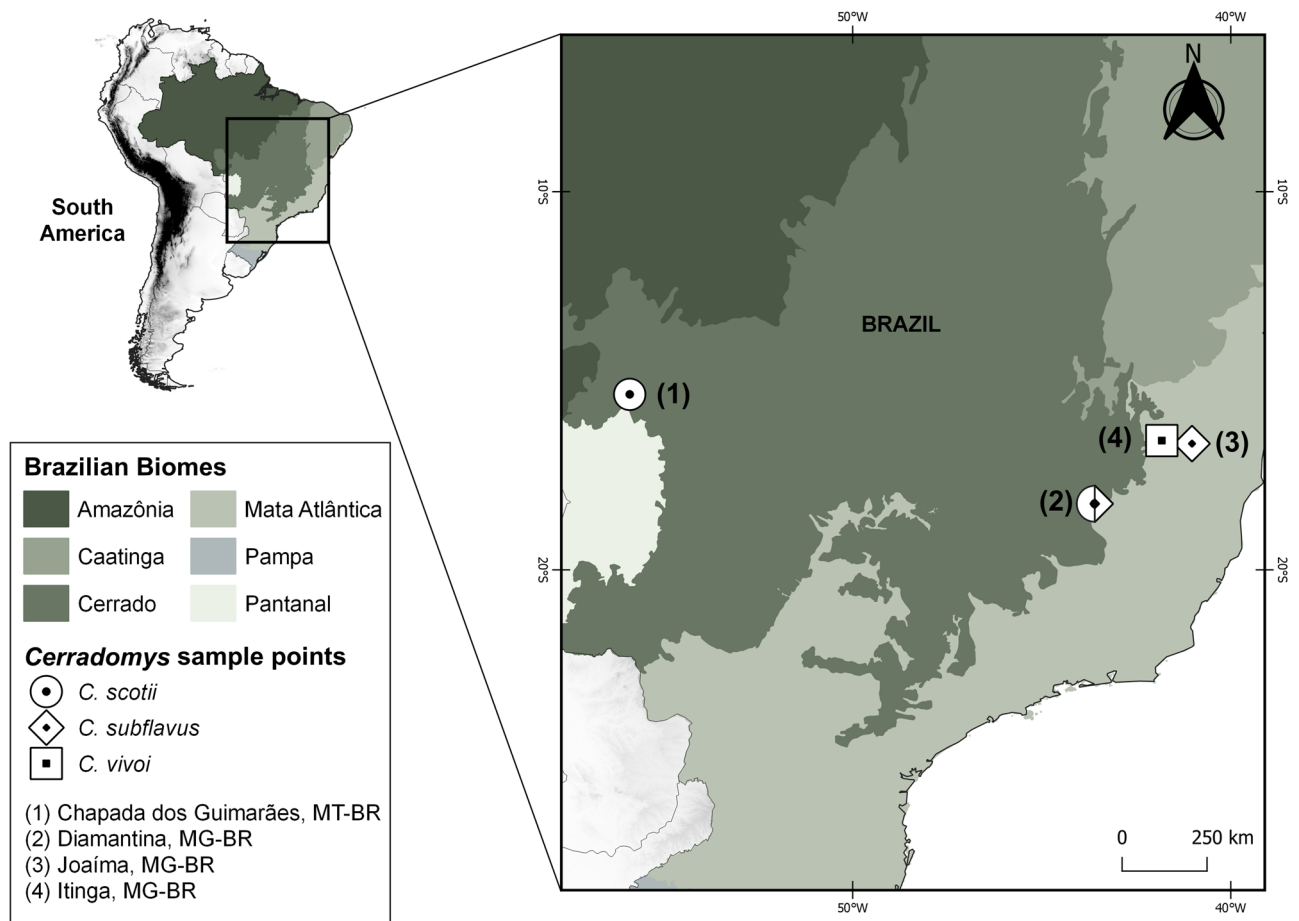 50°W
40°W
N
South
America
10°S
10°S
BRAZIL
(1)
(4)
(3)
(2)
20°S
20°S
0
250 km
50°W
40°W
Brazilian Biomes
Amazônia
Mata Atlântica
Caatinga
Pampa
Cerrado
Pantanal
Cerradomys sample points
C. scotii
C. subflavus
C. vivoi
(1) Chapada dos Guimarães, MT-BR
(2) Diamantina, MG-BR
(3) Joaíma, MG-BR
(4) Itinga, MG-BR